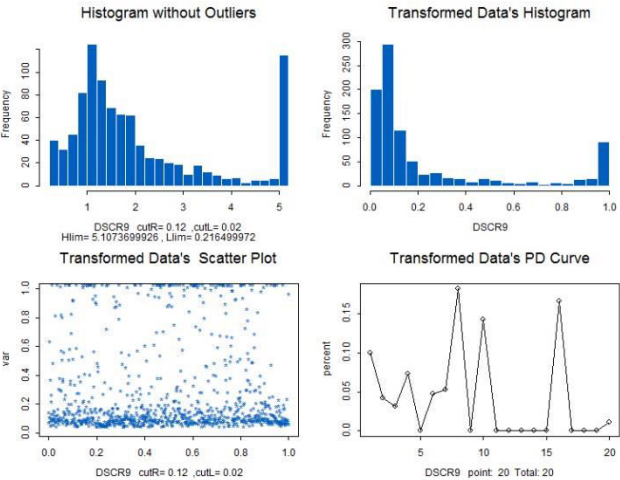 Histogram without Outliers
Frequency
0 20 40 60 80 100
1 2 3 4 5
DSCR9 cutR= 0.12 ,cutL= 0.02
Hlim= 5.1073699926 , Llim= 0.216499972
Transformed Data's Histogram
Frequency
0 50 100 150 200 250 300
0.0 0.2 0.4 0.6 0.8 1.0
DSCR9
Transformed Data's Scatter Plot
var
0.0 0.2 0.4 0.6 0.8 1.0
0.0 0.2 0.4 0.6 0.8 1.0
DSCR9 cutR= 0.12 ,cutL= 0.02
Transformed Data's PD Curve
percent
0.0 0.05 0.10 0.15
5 10 15 20
DSCR9 point: 20 Total: 20